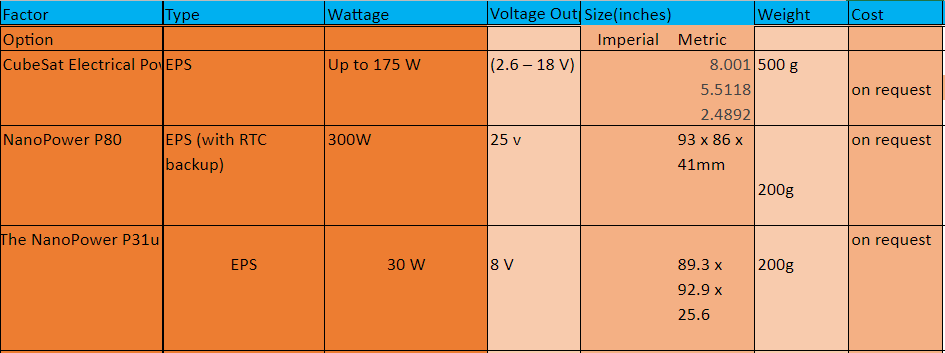 Factor Type Wattage Voltage Out Size(inches) Weight Cost
Option Imperial Metric
CubeSat Electrical Po EPS Up to 175 W (2.6 – 18 V) 8.001 500 g
5.5118 on request
2.4892
NanoPower P80 EPS (with RTC 300W 25 v 93 x 86 x on request
backup) 41mm
200g
The NanoPower P31u on request
EPS 30 W 8 V 89.3 x 200g
92.9 x
25.6